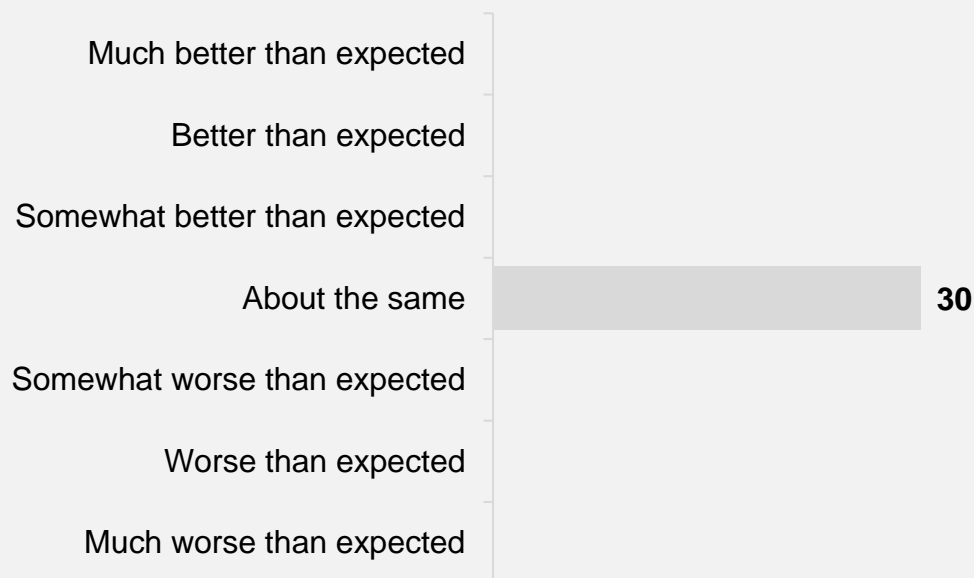 Much better than expected
Better than expected
Somewhat better than expected
About the same 30
Somewhat worse than expected
Worse than expected
Much worse than expected